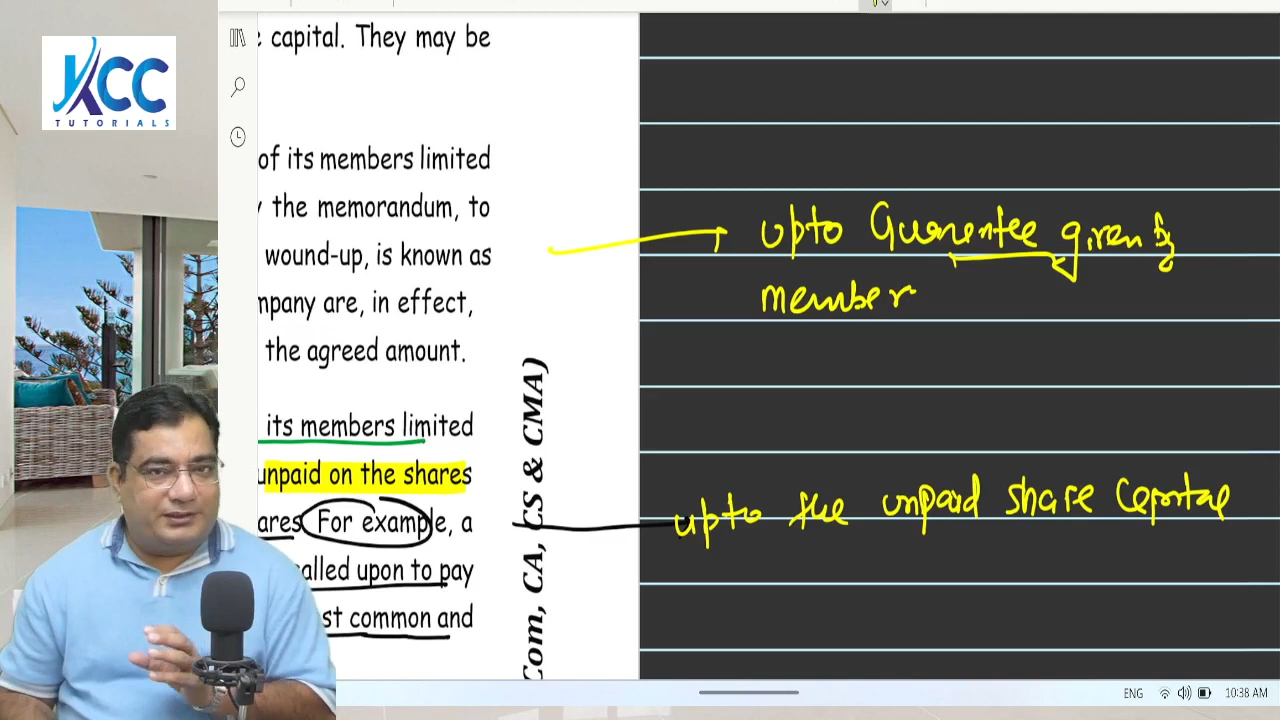 KCC
TUTORIALS
capital. They may be
of its members limited
the memorandum, to
wound-up, is known as
mpany are, in effect,
the agreed amount.
its members limited
unpaid on the shares
ares For example, a
alled upon to pay
st common and
Com, CA, CS & CMA)
upto Guarentee given by
member
upto the unpaid share Capital
ENG
10:38 AM